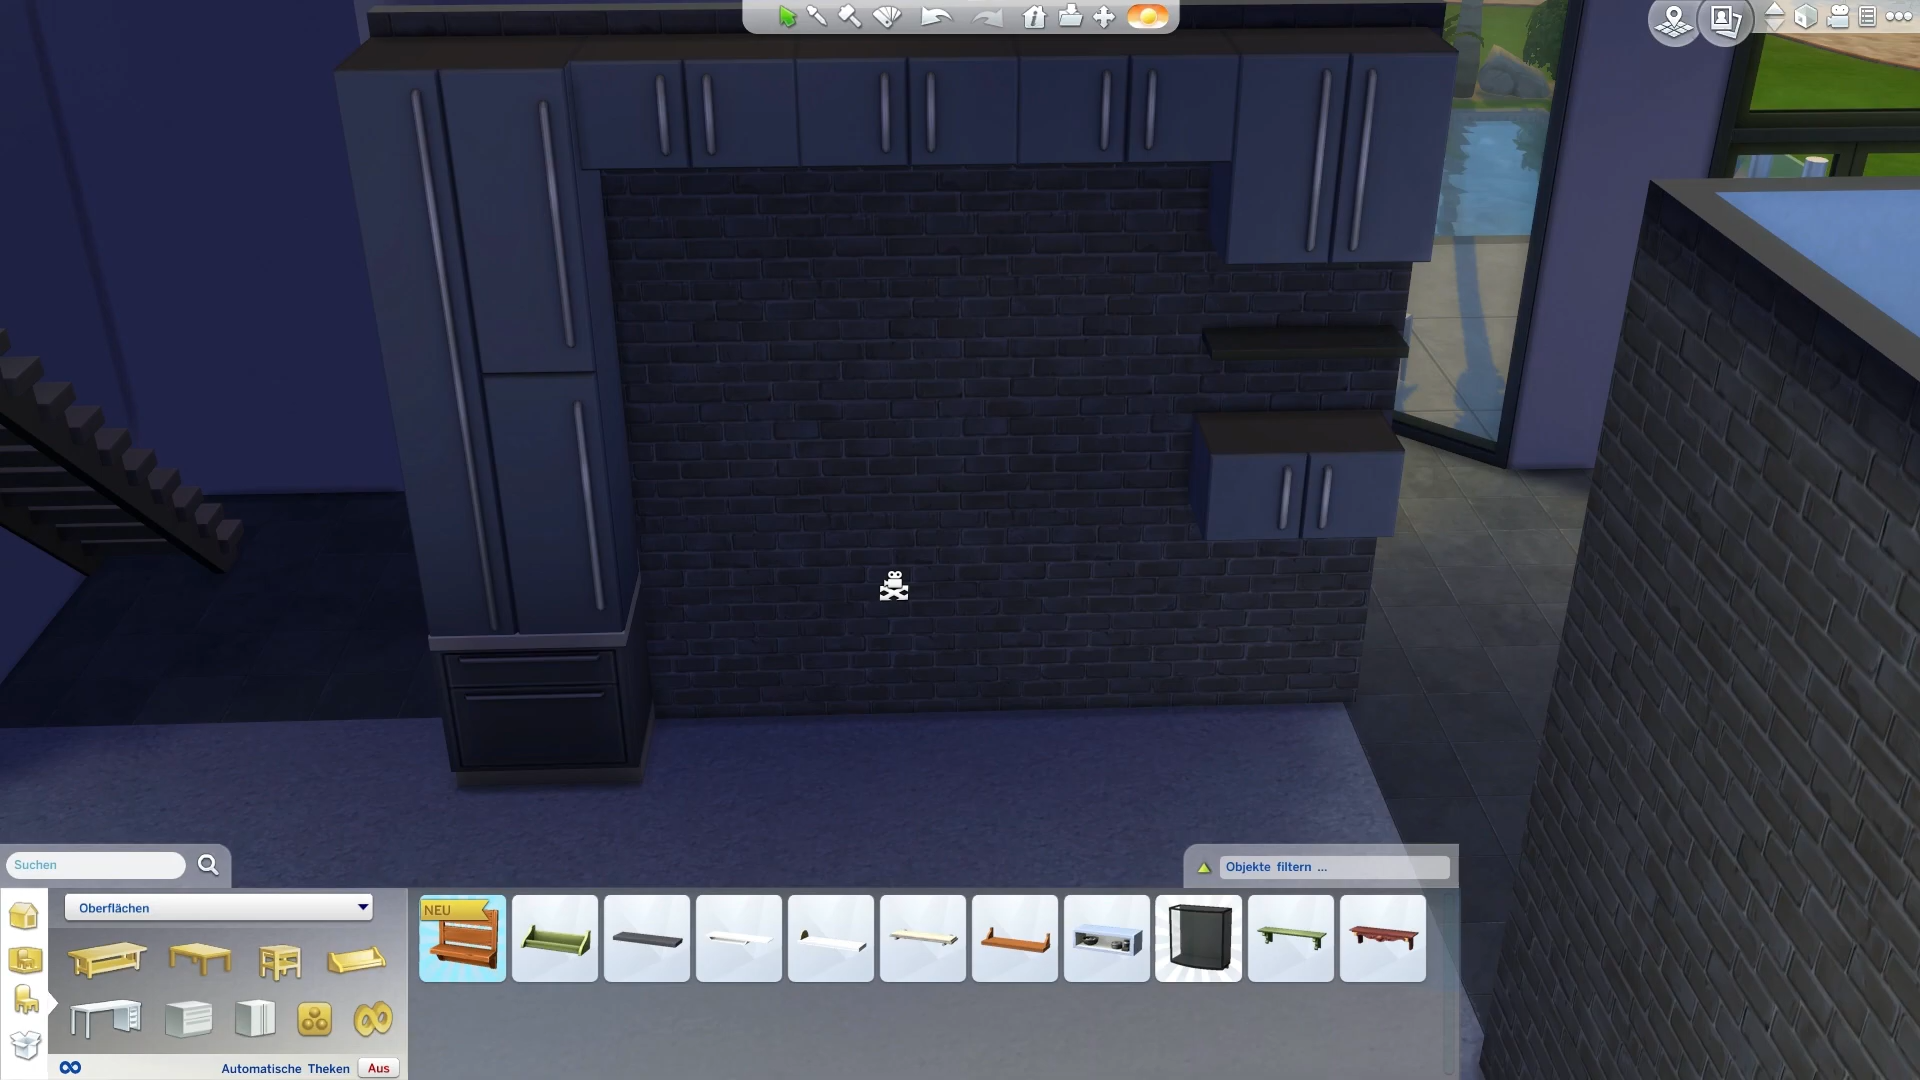 Suchen
Objekte filtern ...
Oberflächen
NEU
Automatische Theken
Aus